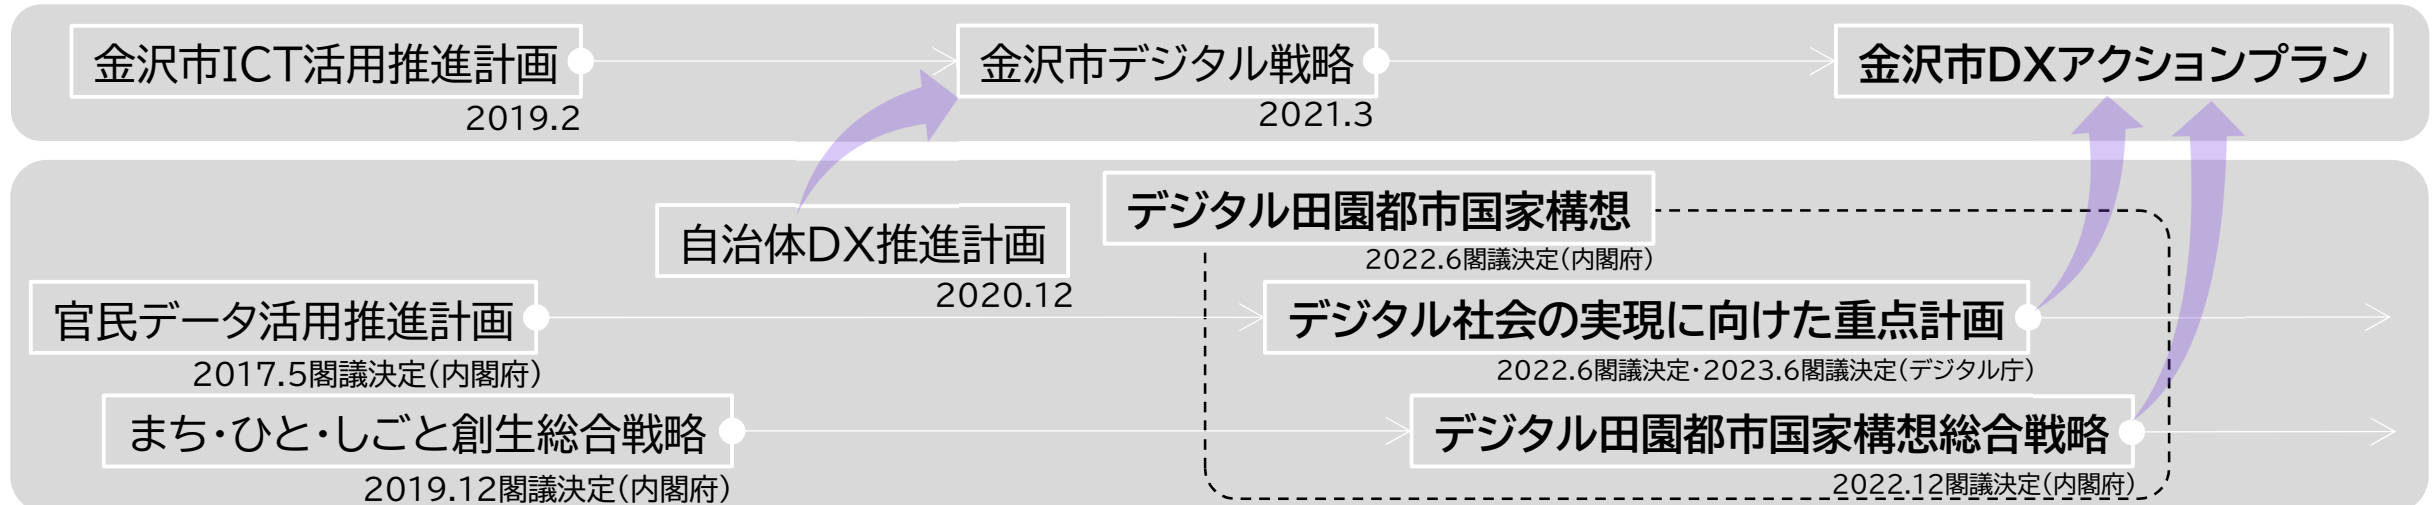 金沢市ICT活用推進計画
2019.2
金沢市デジタル戦略
2021.3
金沢市DXアクションプラン
自治体DX推進計画
2020.12
デジタル田園都市国家構想
2022.6閣議決定(内閣府)
官民データ活用推進計画
2017.5閣議決定(内閣府)
デジタル社会の実現に向けた重点計画
2022.6閣議決定・2023.6閣議決定(デジタル庁)
まち・ひと・しごと創生総合戦略
2019.12閣議決定(内閣府)
デジタル田園都市国家構想総合戦略
2022.12閣議決定(内閣府)